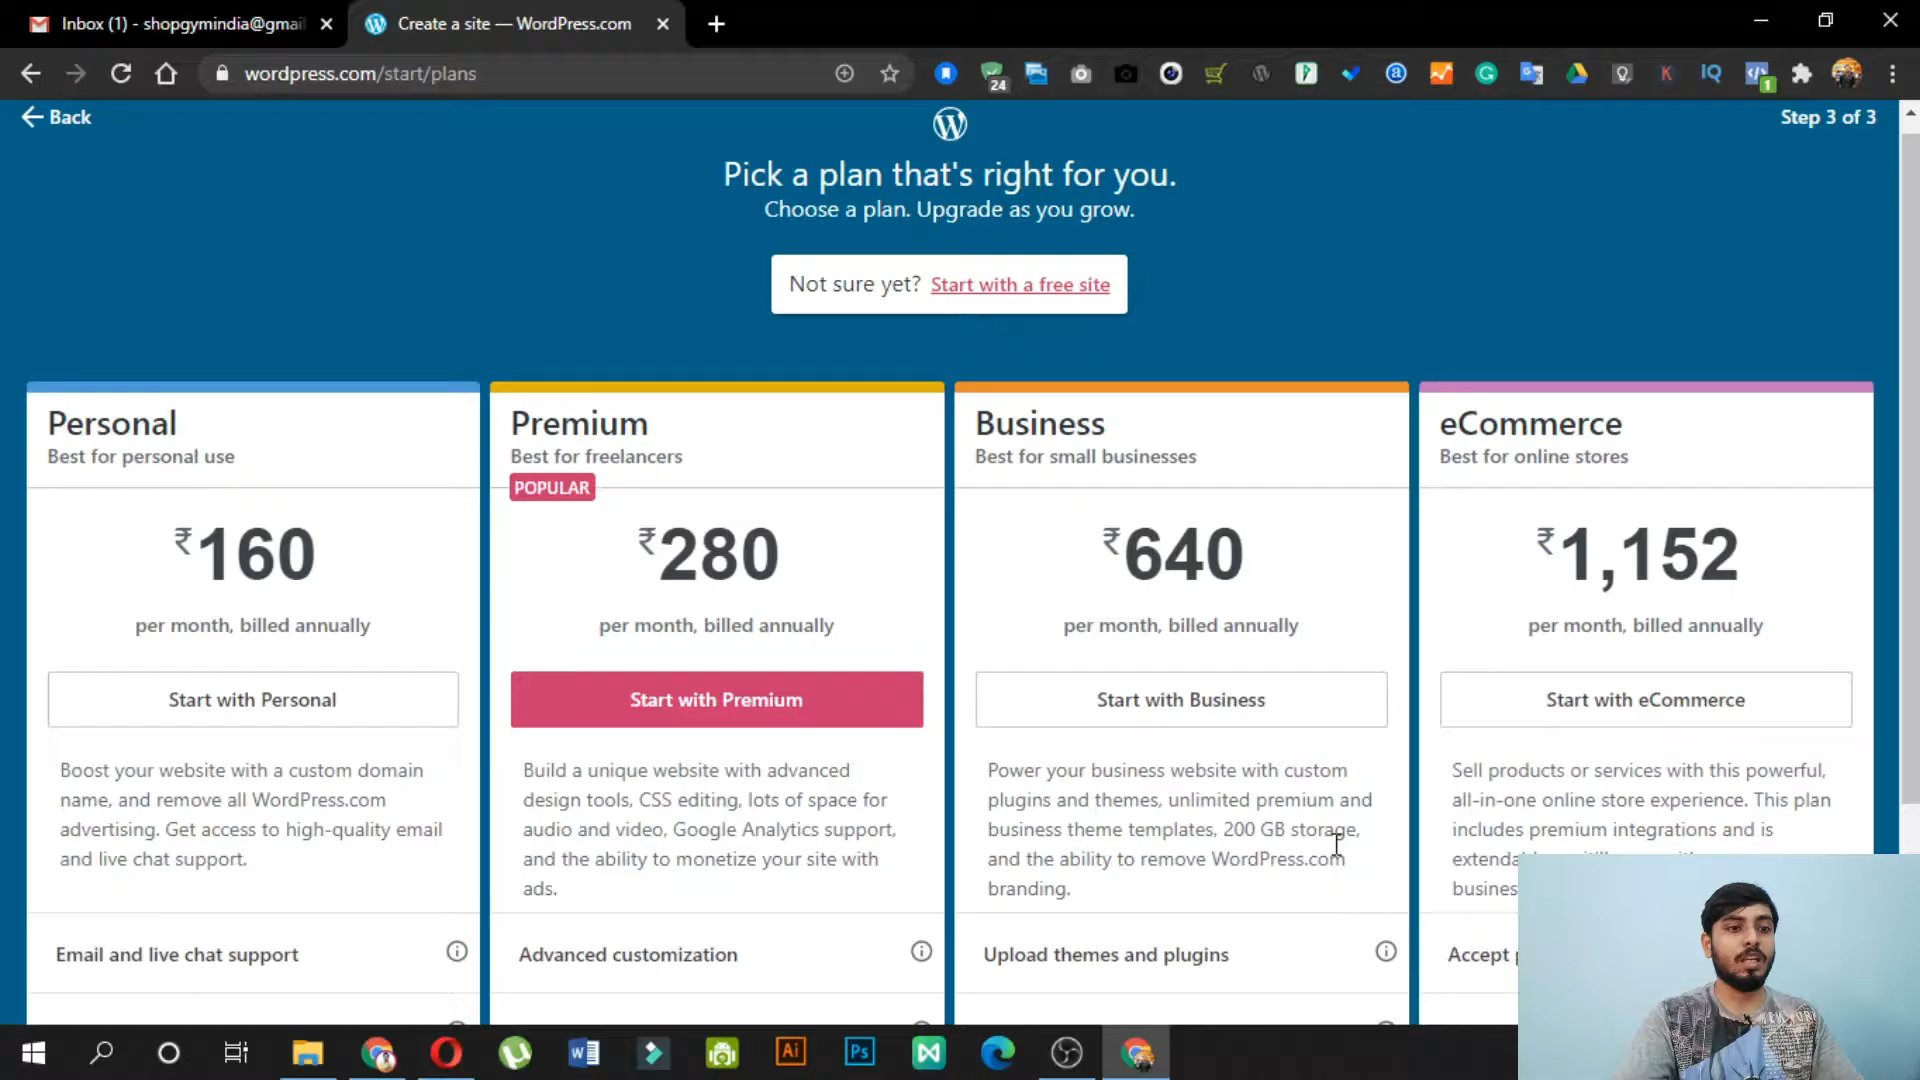 Inbox (1) - shopgymindia@gmai
Create a site — WordPress.com
wordpress.com/start/plans
24
1
Back
Step 3 of 3
Pick a plan that's right for you.
Choose a plan. Upgrade as you grow.
Not sure yet? Start with a free site
Personal
Best for personal use
₹160
per month, billed annually
Start with Personal
Boost your website with a custom domain
name, and remove all WordPress.com
advertising. Get access to high-quality email
and live chat support.
Email and live chat support
Premium
Best for freelancers
POPULAR
₹280
per month, billed annually
Start with Premium
Build a unique website with advanced
design tools, CSS editing, lots of space for
audio and video, Google Analytics support,
and the ability to monetize your site with
ads.
Advanced customization
Business
Best for small businesses
₹640
per month, billed annually
Start with Business
Power your business website with custom
plugins and themes, unlimited premium and
business theme templates, 200 GB storage,
and the ability to remove WordPress.com
branding.
Upload themes and plugins
eCommerce
Best for online stores
₹1,152
per month, billed annually
Start with eCommerce
Sell products or services with this powerful,
all-in-one online store experience. This plan
includes premium integrations and is
Accept